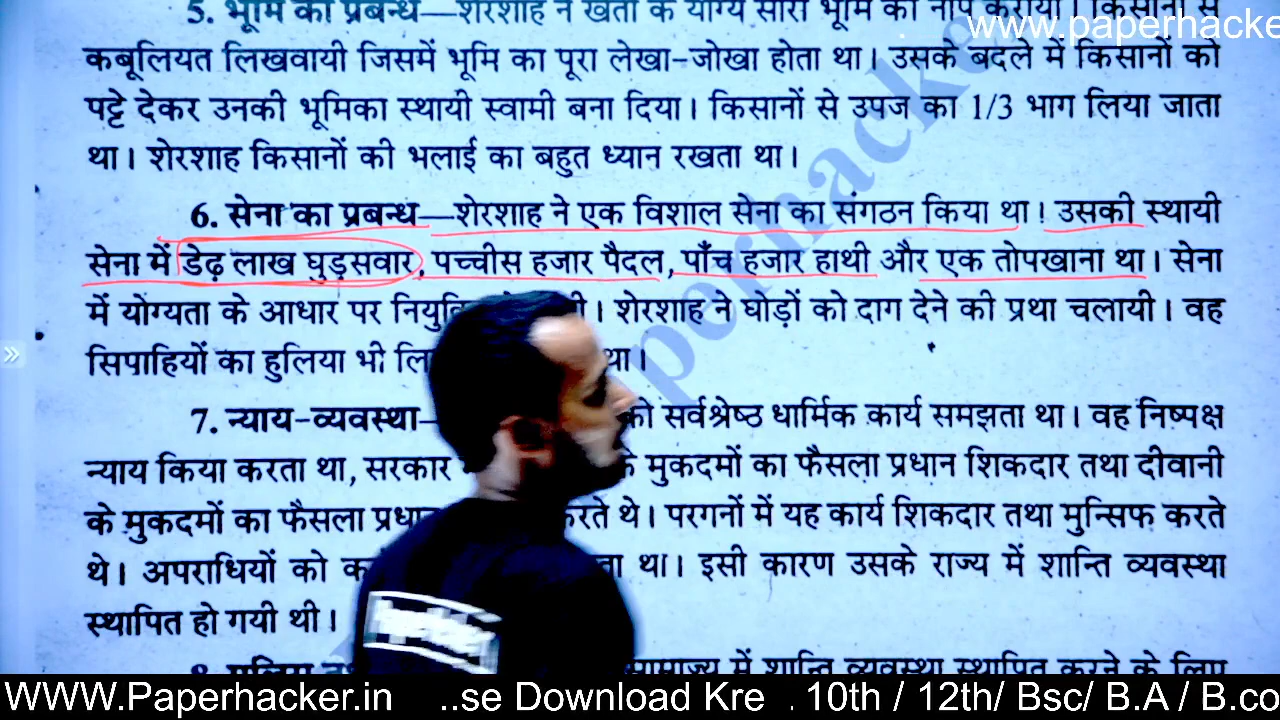 5. भूमि का प्रबन्ध—शेरशाह ने खेती के योग्य सारी भूमि की नाप करायी। किसानों से
www.paperhacke
कबूलियत लिखवायी जिसमें भूमि का पूरा लेखा-जोखा होता था। उसके बदले में किसानों को
पट्टे देकर उनकी भूमिका स्थायी स्वामी बना दिया। किसानों से उपज का 1/3 भाग लिया जाता
था। शेरशाह किसानों की भलाई का बहुत ध्यान रखता था।
paperhacke
6. सेना का प्रबन्ध—शेरशाह ने एक विशाल सेना का संगठन किया था। उसकी स्थायी
सेना में डेढ़ लाख घुड़सवार, पच्चीस हजार पैदल, पाँच हजार हाथी और एक तोपखाना था। सेना
में योग्यता के आधार पर। शेरशाह ने घोड़ों को दाग देने की प्रथा चलायी। वह
सिपाहियों का हुलिया भी था।
7. न्याय-व्यवस्था— को सर्वश्रेष्ठ धार्मिक कार्य समझता था। वह निष्पक्ष
न्याय किया करता था, सरकार के मुकदमों का फैसला प्रधान शिकदार तथा दीवानी
के मुकदमों का फैसला करते थे। परगनों में यह कार्य शिकदार तथा मुन्सिफ करते
थे। अपराधियों को था। इसी कारण उसके राज्य में शान्ति व्यवस्था
स्थापित हो गयी थी।
8. साम्राज्य में शान्ति व्यवस्था स्थापित करने के लिए
WWW.Paperhacker.in ..se Download Kre . 10th / 12th/ Bsc/ B.A / B.co